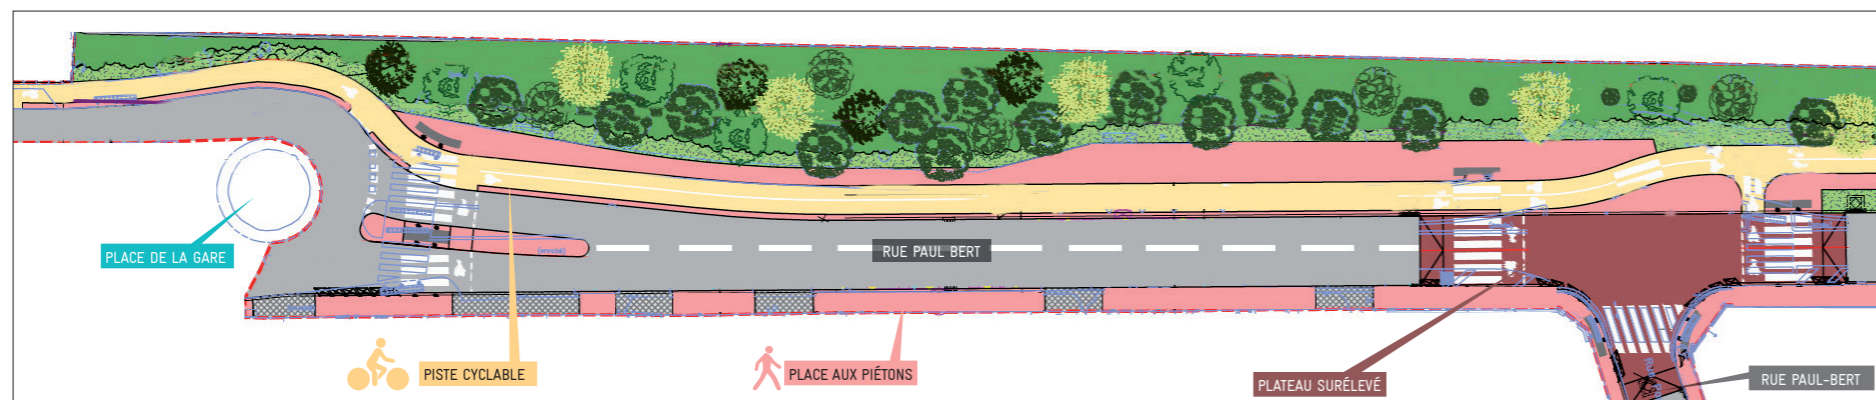 PLACE DE LA GARE
RUE PAUL BERT
PISTE CYCLABLE
PLACE AUX PIÉTONS
PLATEAU SURÉLEVÉ
RUE PAUL-BERT